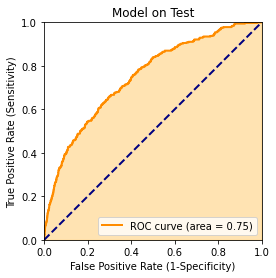 Model on Test
True Positive Rate (Sensitivity)
1.0
0.8
0.6
0.4
0.2
0.0
ROC curve (area = 0.75)
0.0 0.2 0.4 0.6 0.8 1.0
False Positive Rate (1-Specificity)